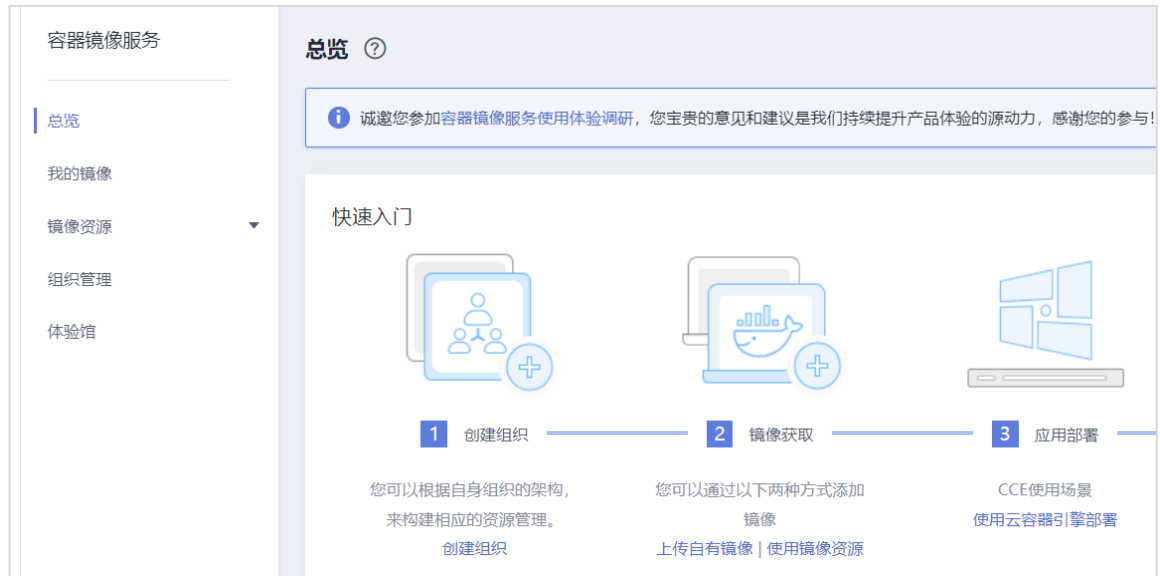 容器镜像服务
总览
我的镜像
镜像资源
组织管理
体验馆
总览 ?
诚邀您参加容器镜像服务使用体验调研，您宝贵的意见和建议是我们持续提升产品体验的源动力，感谢您的参与！
快速入门
1 创建组织
您可以根据自身组织的架构，
来构建相应的资源管理。
创建组织
2 镜像获取
您可以通过以下两种方式添加
镜像
上传自有镜像 | 使用镜像资源
3 应用部署
CCE使用场景
使用云容器引擎部署